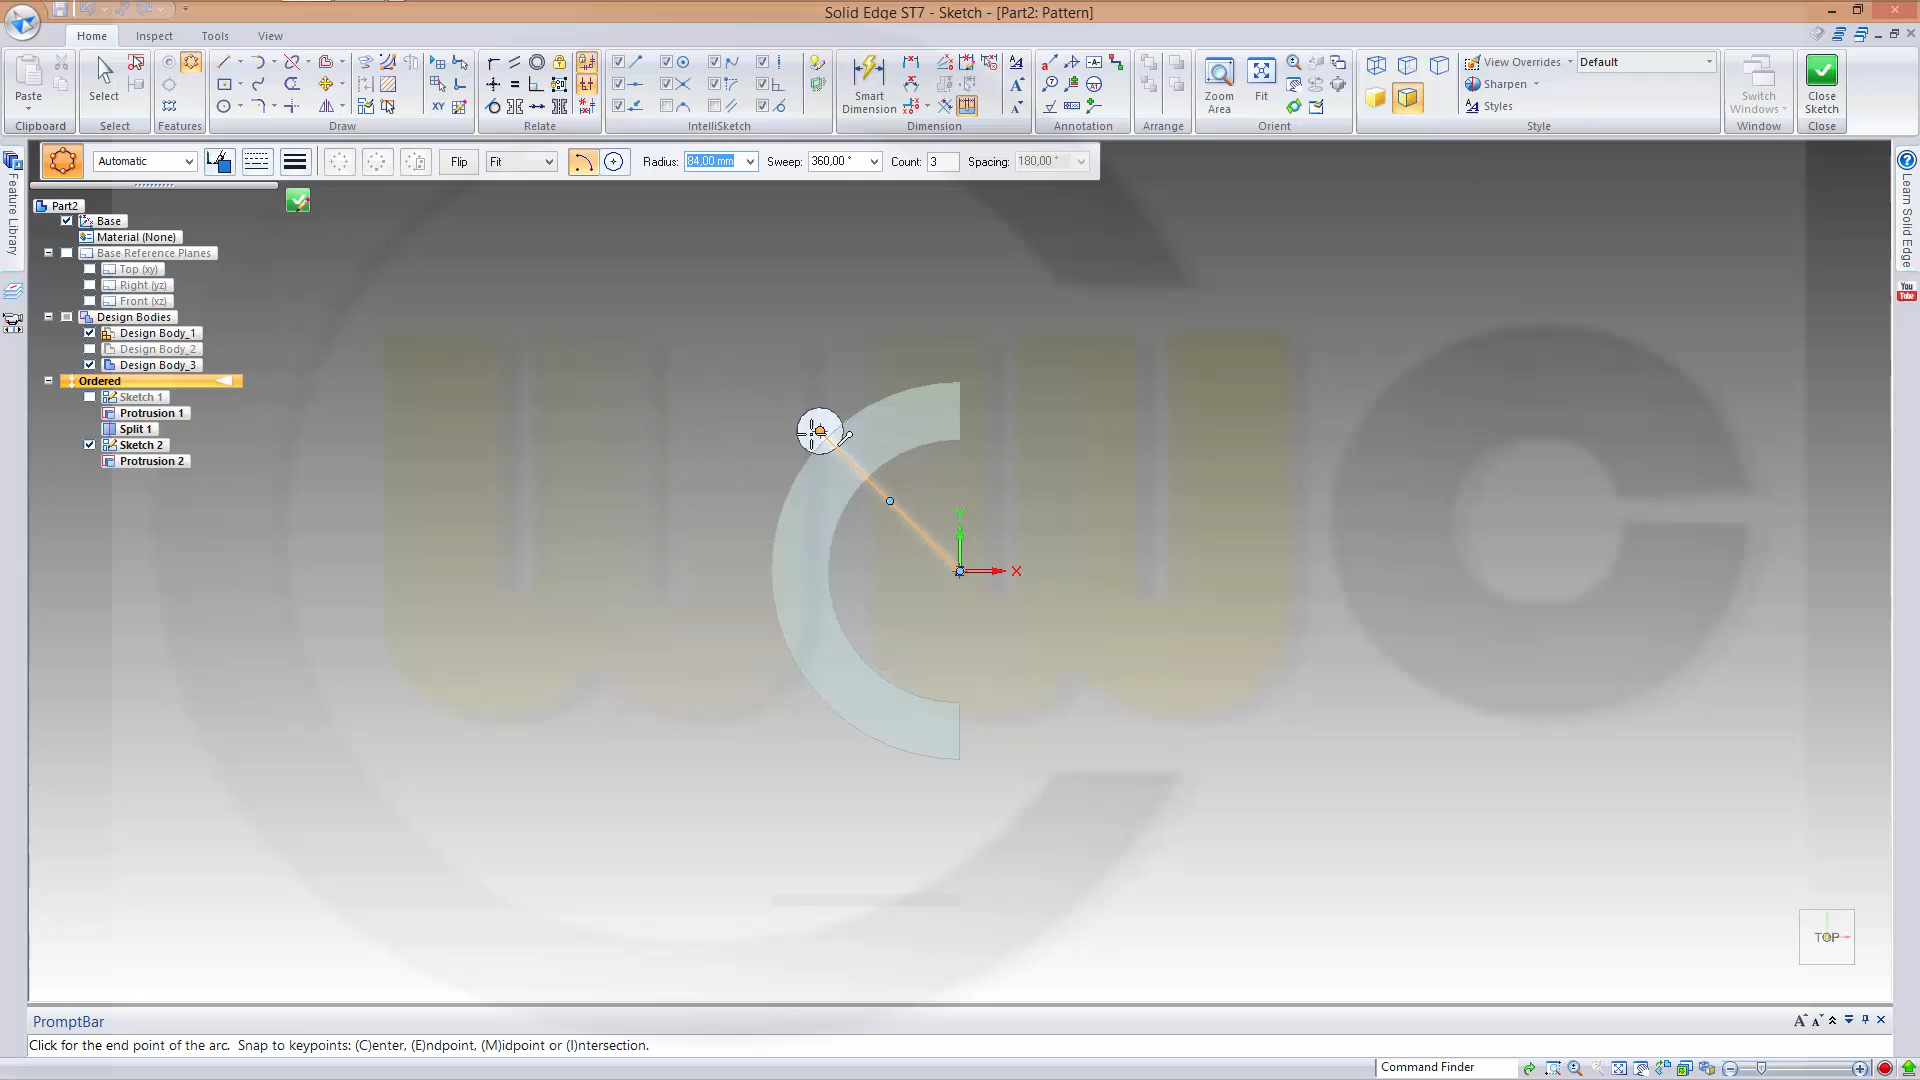 Solid Edge ST7 - Sketch - [Part2: Pattern]
Home Inspect Tools View
Paste
Clipboard
Select
Select
Features
Draw
XY
Relate
IntelliSketch
Smart
Dimension
Dimension
Annotation
Arrange
Zoom
Area
Fit
Orient
View Overrides
Default
Sharpen
Styles
Style
Switch
Windows
Window
Close
Sketch
Close
Automatic
Flip
Fit
Radius: 84,00 mm
Sweep: 360,00 °
Count: 3
Spacing: 180,00 °
Feature Library
Learn Solid Edge
You
Tube
Part2
Base
Material (None)
Base Reference Planes
Top (xy)
Right (yz)
Front (xz)
Design Bodies
Design Body_1
Design Body_2
Design Body_3
Ordered
Sketch 1
Protrusion 1
Split 1
Sketch 2
Protrusion 2
Y
X
TOP
PromptBar
Click for the end point of the arc. Snap to keypoints: (C)enter, (E)ndpoint, (M)idpoint or (I)ntersection.
Command Finder